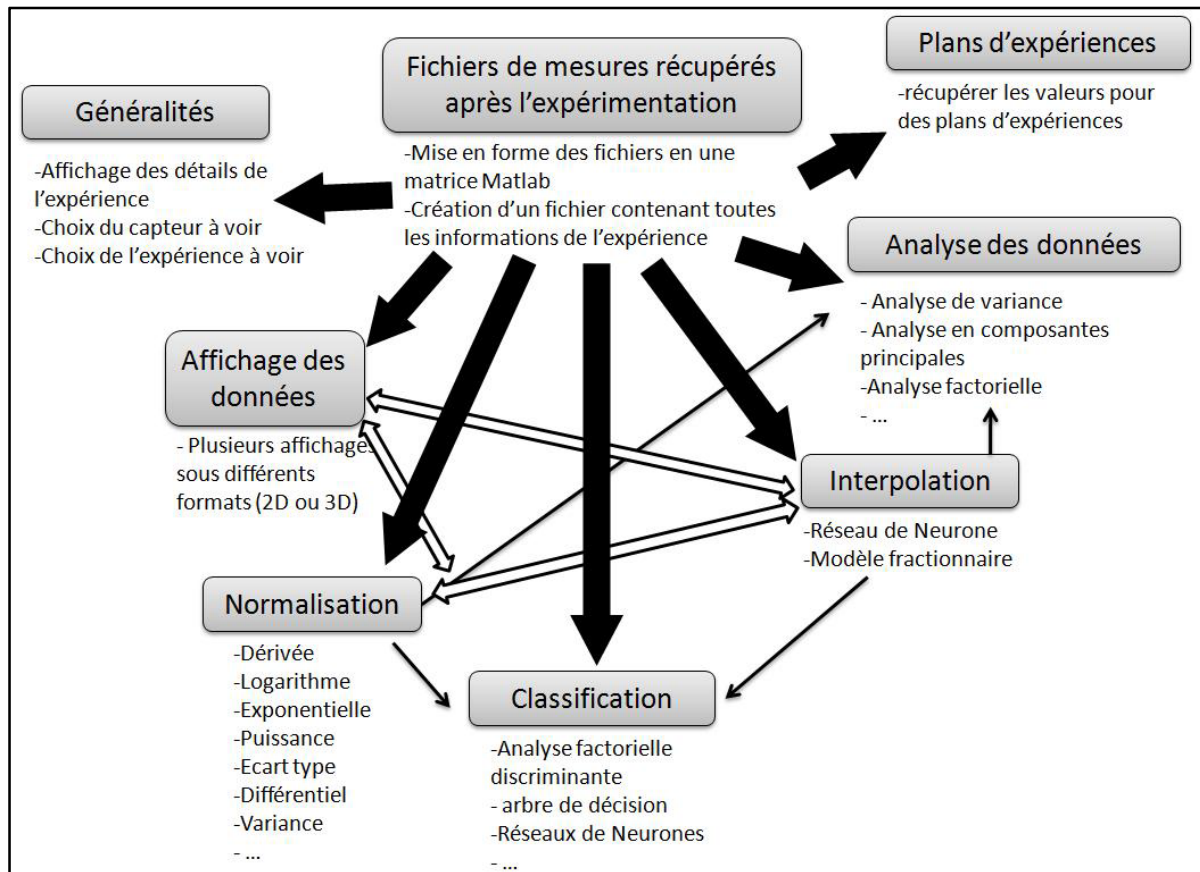 Généralités
-Affichage des détails de
l'expérience
-Choix du capteur à voir
-Choix de l'expérience à voir
Fichiers de mesures récupérés
après l'expérimentation
-Mise en forme des fichiers en une
matrice Matlab
-Création d'un fichier contenant toutes
les informations de l'expérience
Plans d'expériences
-récupérer les valeurs pour
des plans d'expériences
Analyse des données
- Analyse de variance
- Analyse en composantes
principales
-Analyse factorielle
- ...
Affichage des
données
- Plusieurs affichages
sous différents
formats (2D ou 3D)
Interpolation
-Réseau de Neurone
-Modèle fractionnaire
Normalisation
-Dérivée
-Logarithme
-Exponentielle
-Puissance
-Ecart type
-Différentiel
-Variance
- ...
Classification
-Analyse factorielle
discriminante
- arbre de décision
-Réseaux de Neurones
- ...